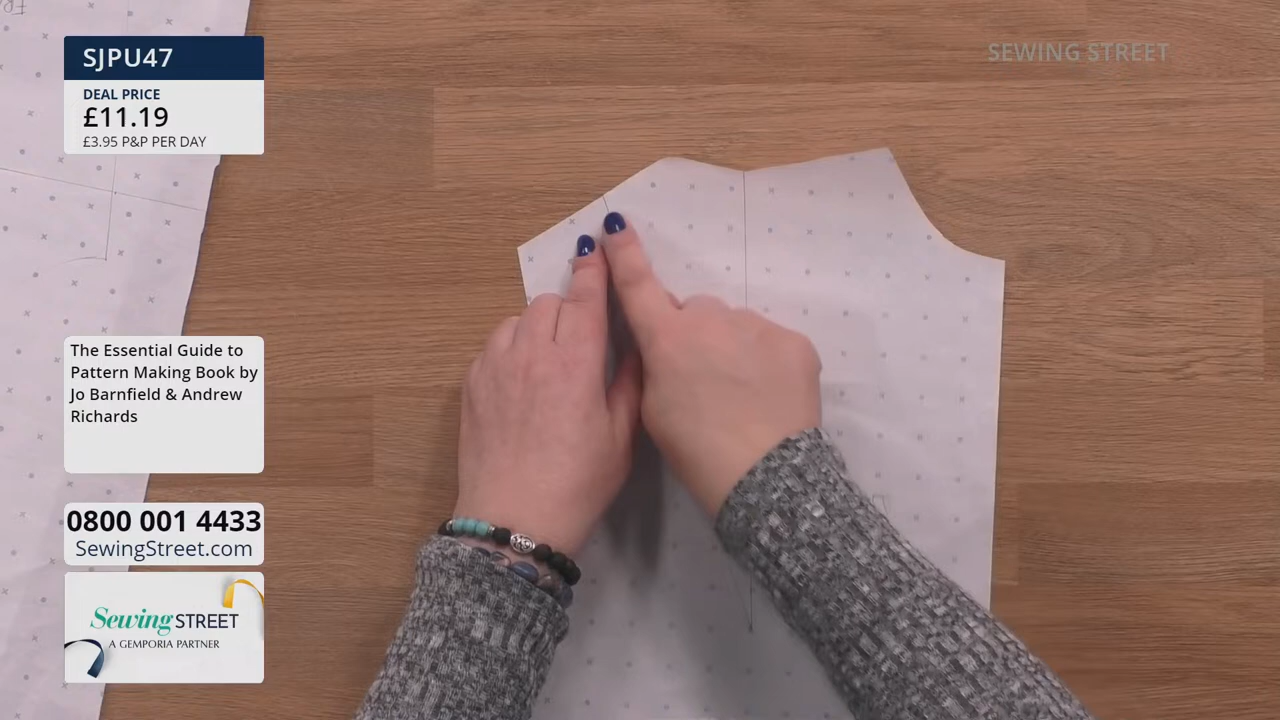 SJPU47
DEAL PRICE
£11.19
£3.95 P&P PER DAY
SEWING STREET
The Essential Guide to
Pattern Making Book by
Jo Barnfield & Andrew
Richards
0800 001 4433
SewingStreet.com
Sewing STREET
A GEMPORIA PARTNER